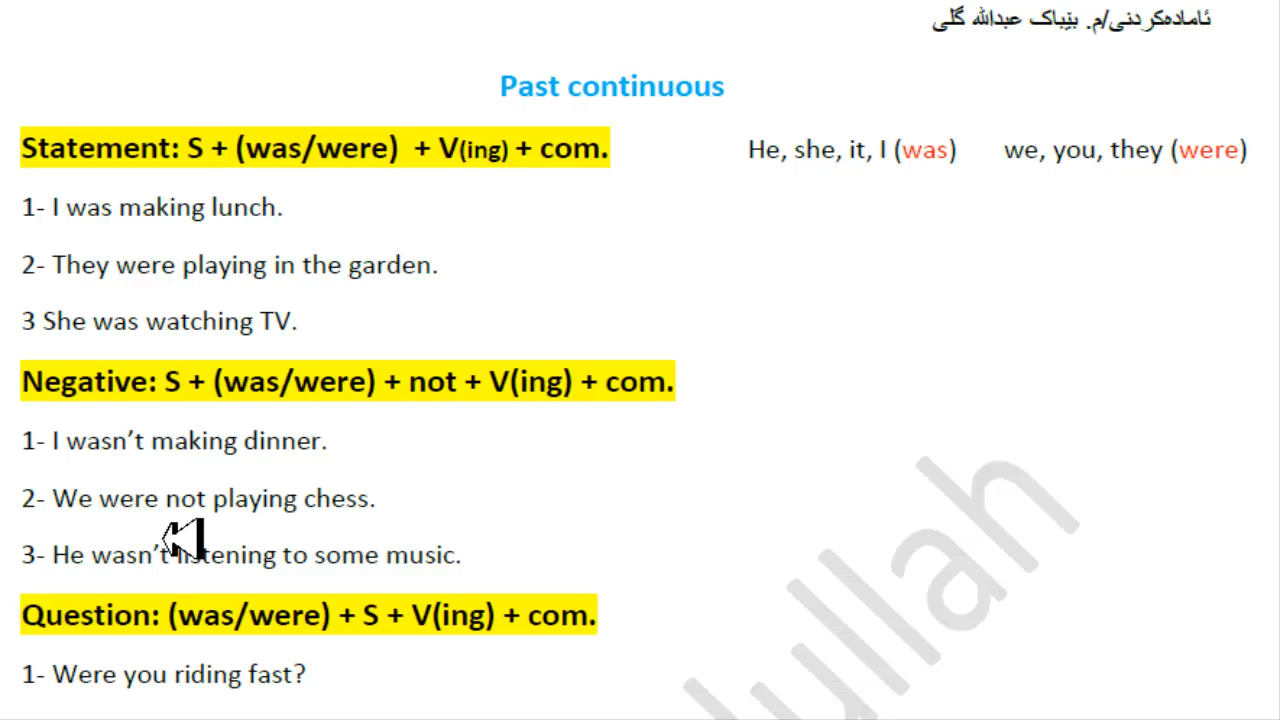 ئامادەکردنی/م. بێباک عبداللە گلی
Past continuous
Statement: S + (was/were) + V(ing) + com. He, she, it, I (was) we, you, they (were)
1- I was making lunch.
2- They were playing in the garden.
3 She was watching TV.
Negative: S + (was/were) + not + V(ing) + com.
1- I wasn’t making dinner.
2- We were not playing chess.
3- He wasn’t listening to some music.
Question: (was/were) + S + V(ing) + com.
1- Were you riding fast?
ullah